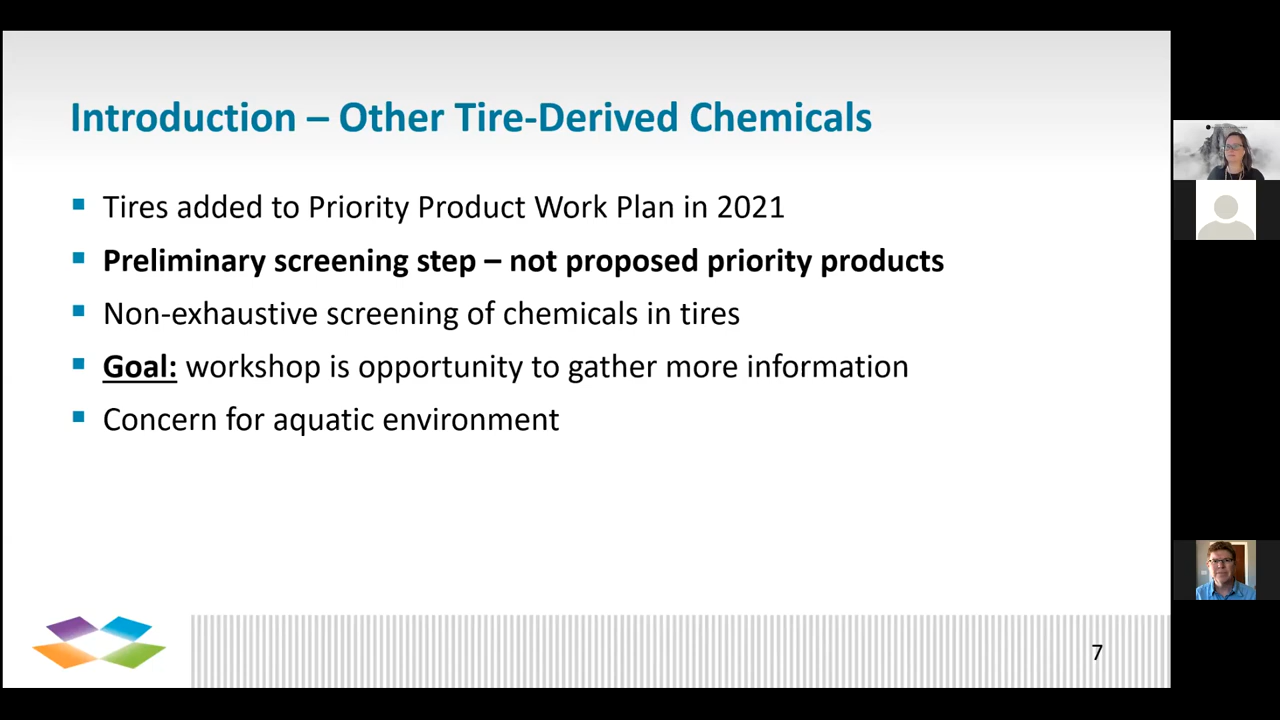 Introduction – Other Tire-Derived Chemicals
Tires added to Priority Product Work Plan in 2021
Preliminary screening step – not proposed priority products
Non-exhaustive screening of chemicals in tires
Goal: workshop is opportunity to gather more information
Concern for aquatic environment
7